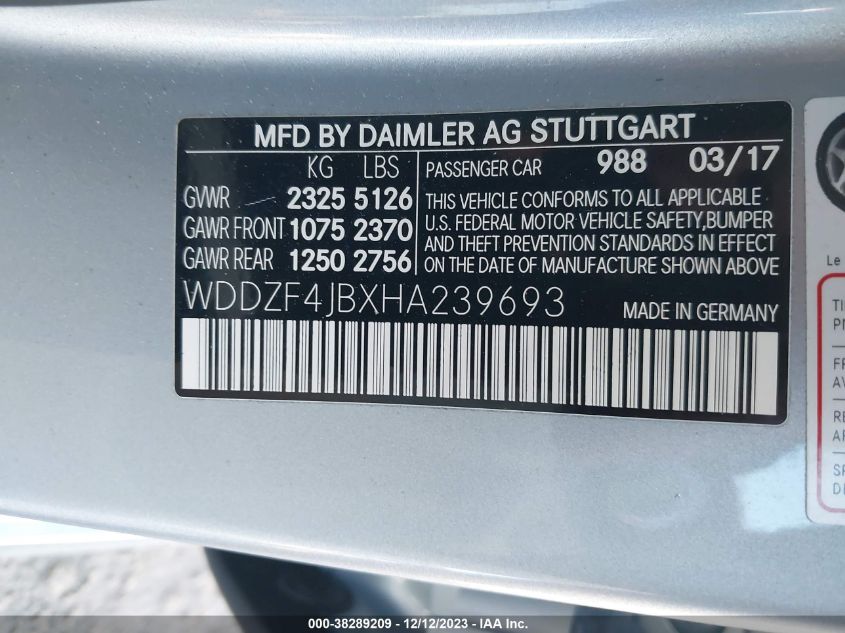 MFD BY DAIMLER AG STUTTGART
KG LBS
GVWR 2325 5126
GAWR FRONT 1075 2370
GAWR REAR 1250 2756
PASSENGER CAR 988 03/17
THIS VEHICLE CONFORMS TO ALL APPLICABLE
U.S. FEDERAL MOTOR VEHICLE SAFETY, BUMPER
AND THEFT PREVENTION STANDARDS IN EFFECT
ON THE DATE OF MANUFACTURE SHOWN ABOVE
WDDZF4JBXHA239693 MADE IN GERMANY
Le
000-38289209 - 12/12/2023 - IAA Inc.